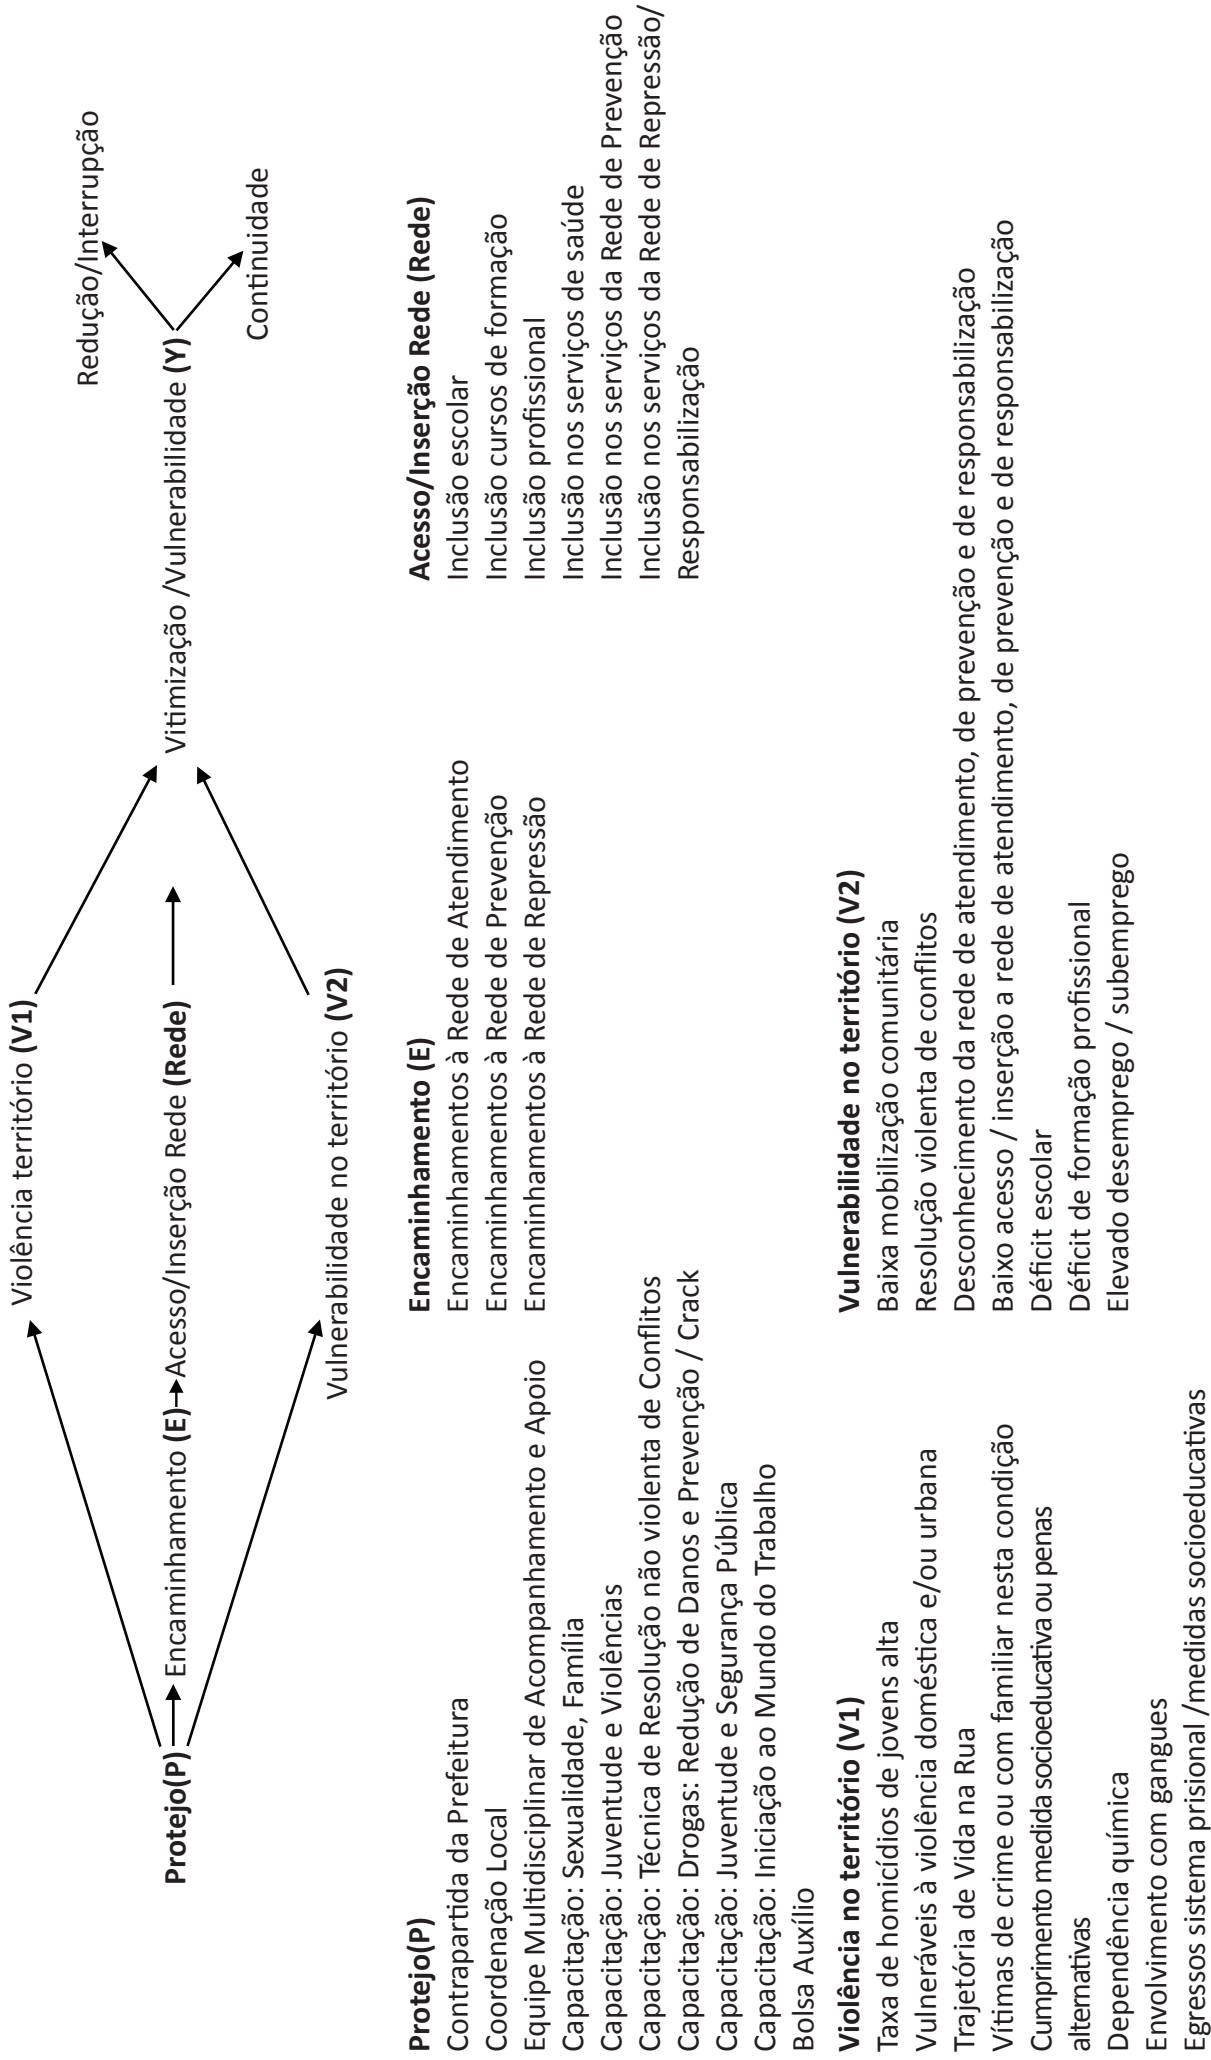 Violência território (V1)
Redução/Interrupção
Protejo(P)
Encaminhamento (E)
Acesso/Inserção Rede (Rede)
Vitimização /Vulnerabilidade (Y)
Continuidade
Vulnerabilidade no território (V2)
Protejo(P)
Contrapartida da Prefeitura
Coordenação Local
Equipe Multidisciplinar de Acompanhamento e Apoio
Capacitação: Sexualidade, Família
Capacitação: Juventude e Violências
Capacitação: Técnica de Resolução não violenta de Conflitos
Capacitação: Drogas: Redução de Danos e Prevenção / Crack
Capacitação: Juventude e Segurança Pública
Capacitação: Iniciação ao Mundo do Trabalho
Bolsa Auxílio
Encaminhamento (E)
Encaminhamentos à Rede de Atendimento
Encaminhamentos à Rede de Prevenção
Encaminhamentos à Rede de Repressão
Acesso/Inserção Rede (Rede)
Inclusão escolar
Inclusão cursos de formação
Inclusão profissional
Inclusão nos serviços de saúde
Inclusão nos serviços da Rede de Prevenção
Inclusão nos serviços da Rede de Repressão/
Responsabilização
Violência no território (V1)
Taxa de homicídios de jovens alta
Vulneráveis à violência doméstica e/ou urbana
Trajetória de Vida na Rua
Vítimas de crime ou com familiar nesta condição
Cumprimento medida socioeducativa ou penas
alternativas
Dependência química
Envolvimento com gangues
Egressos sistema prisional /medidas socioeducativas
Vulnerabilidade no território (V2)
Baixa mobilização comunitária
Resolução violenta de conflitos
Desconhecimento da rede de atendimento, de prevenção e de responsabilização
Baixo acesso / inserção a rede de atendimento, de prevenção e de responsabilização
Déficit escolar
Déficit de formação profissional
Elevado desemprego / subemprego